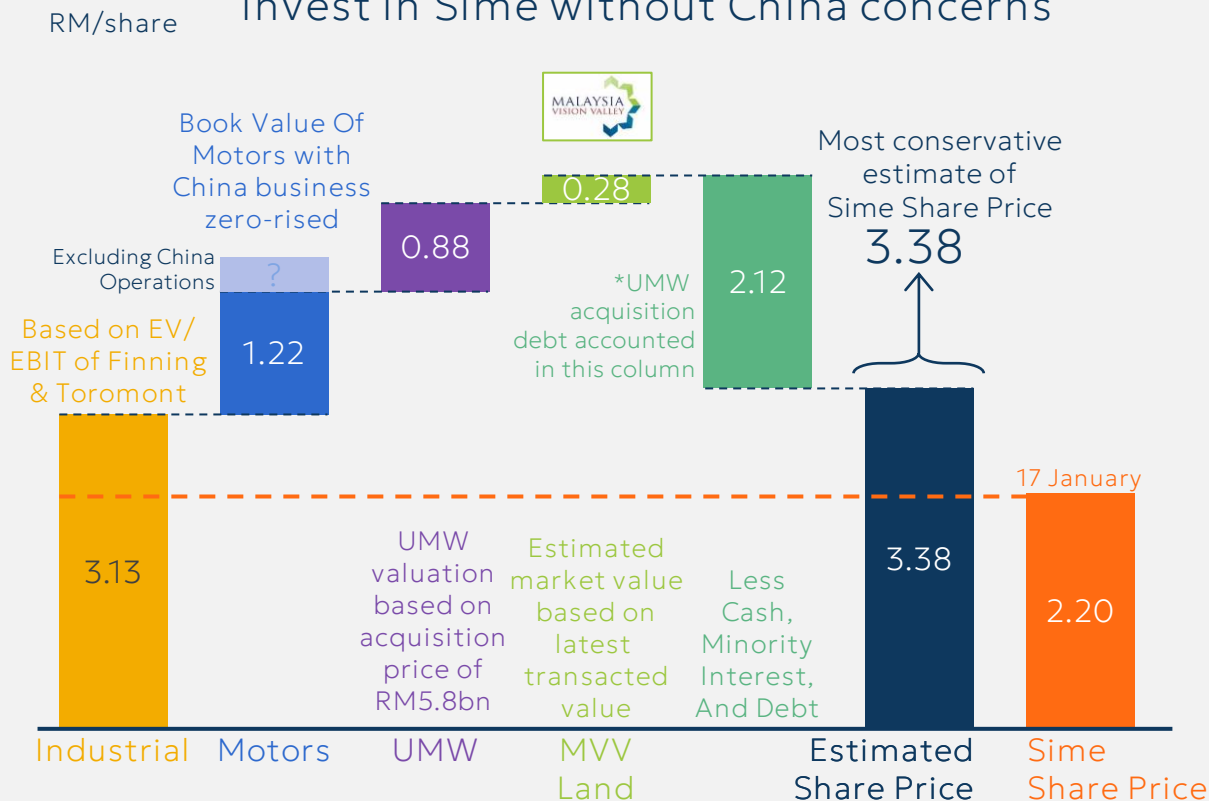 Invest in Sime without China concerns
RM/share
MALAYSIA
VISION VALLEY
Book Value Of
Motors with
China business
zero-rised
Excluding China
Operations
?
Based on EV/
EBIT of Finning
& Toromont
1.22
0.88
0.28
*UMW
acquisition
debt accounted
in this column
2.12
Most conservative
estimate of
Sime Share Price
3.38
17 January
3.13
UMW
valuation
based on
acquisition
price of
RM5.8bn
Estimated
market value
based on
latest
transacted
value
Less
Cash,
Minority
Interest,
And Debt
3.38
2.20
Industrial
Motors
UMW
MVV
Land
Estimated
Share Price
Sime
Share Price